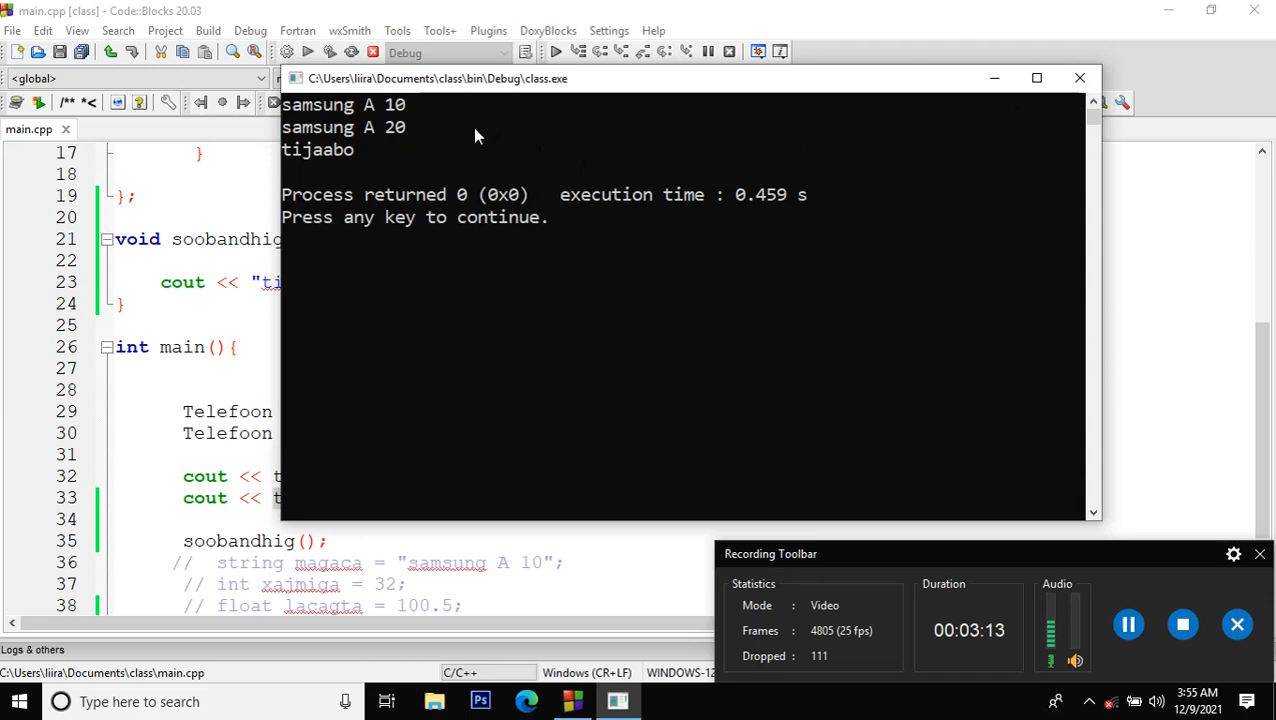 main.cpp [class] - Code::Blocks 20.03
File Edit View Search Project Build Debug Fortran wxSmith Tools Tools+ Plugins DoxyBlocks Settings Help
Debug
<global>
/** *<
main.cpp
C:\Users\liira\Documents\class\bin\Debug\class.exe
samsung A 10
samsung A 20
tijaabo
Process returned 0 (0x0) execution time : 0.459 s
Press any key to continue.
17 }
18
19 };
20
21 void soobandhig
22
23 cout << "ti
24 }
25
26 int main(){
27
28
29 Telefoon
30 Telefoon
31
32 cout << t
33 cout << t
34
35 soobandhig();
36 // string magaca = "samsung A 10";
37 // int xajmiga = 32;
38 // float lacagta = 100.5;
Recording Toolbar
Statistics
Mode : Video
Frames : 4805 (25 fps)
Dropped : 111
Duration
00:03:13
Audio
Logs & others
C:\Users\liira\Documents\class\main.cpp C/C++ Windows (CR+LF) WINDOWS-12
Type here to search
Ps
3:55 AM
12/9/2021